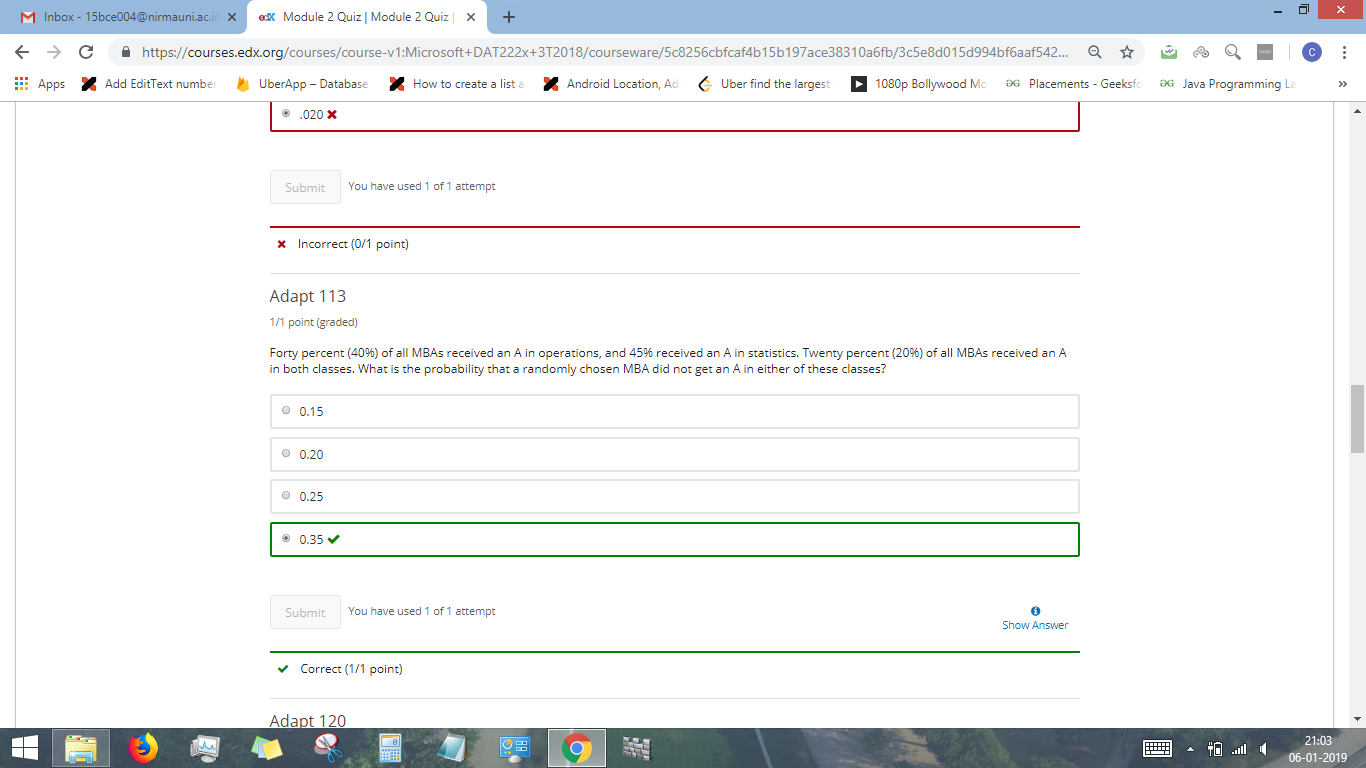 Inbox - 15bce004@nirmauni.ac.in
edX Module 2 Quiz | Module 2 Quiz |
https://courses.edx.org/courses/course-v1:Microsoft+DAT222x+3T2018/courseware/5c8256cbfcaf4b15b197ace38310a6fb/3c5e8d015d994bf6aaf542...
C
Apps Add EditText number UberApp – Database How to create a list a Android Location, Ad Uber find the largest 1080p Bollywood Mo Placements - Geeksfo Java Programming La »
.020
Submit You have used 1 of 1 attempt
Incorrect (0/1 point)
Adapt 113
1/1 point (graded)
Forty percent (40%) of all MBAs received an A in operations, and 45% received an A in statistics. Twenty percent (20%) of all MBAs received an A
in both classes. What is the probability that a randomly chosen MBA did not get an A in either of these classes?
0.15
0.20
0.25
0.35
Submit You have used 1 of 1 attempt
Show Answer
Correct (1/1 point)
Adapt 120
21:03
06-01-2019